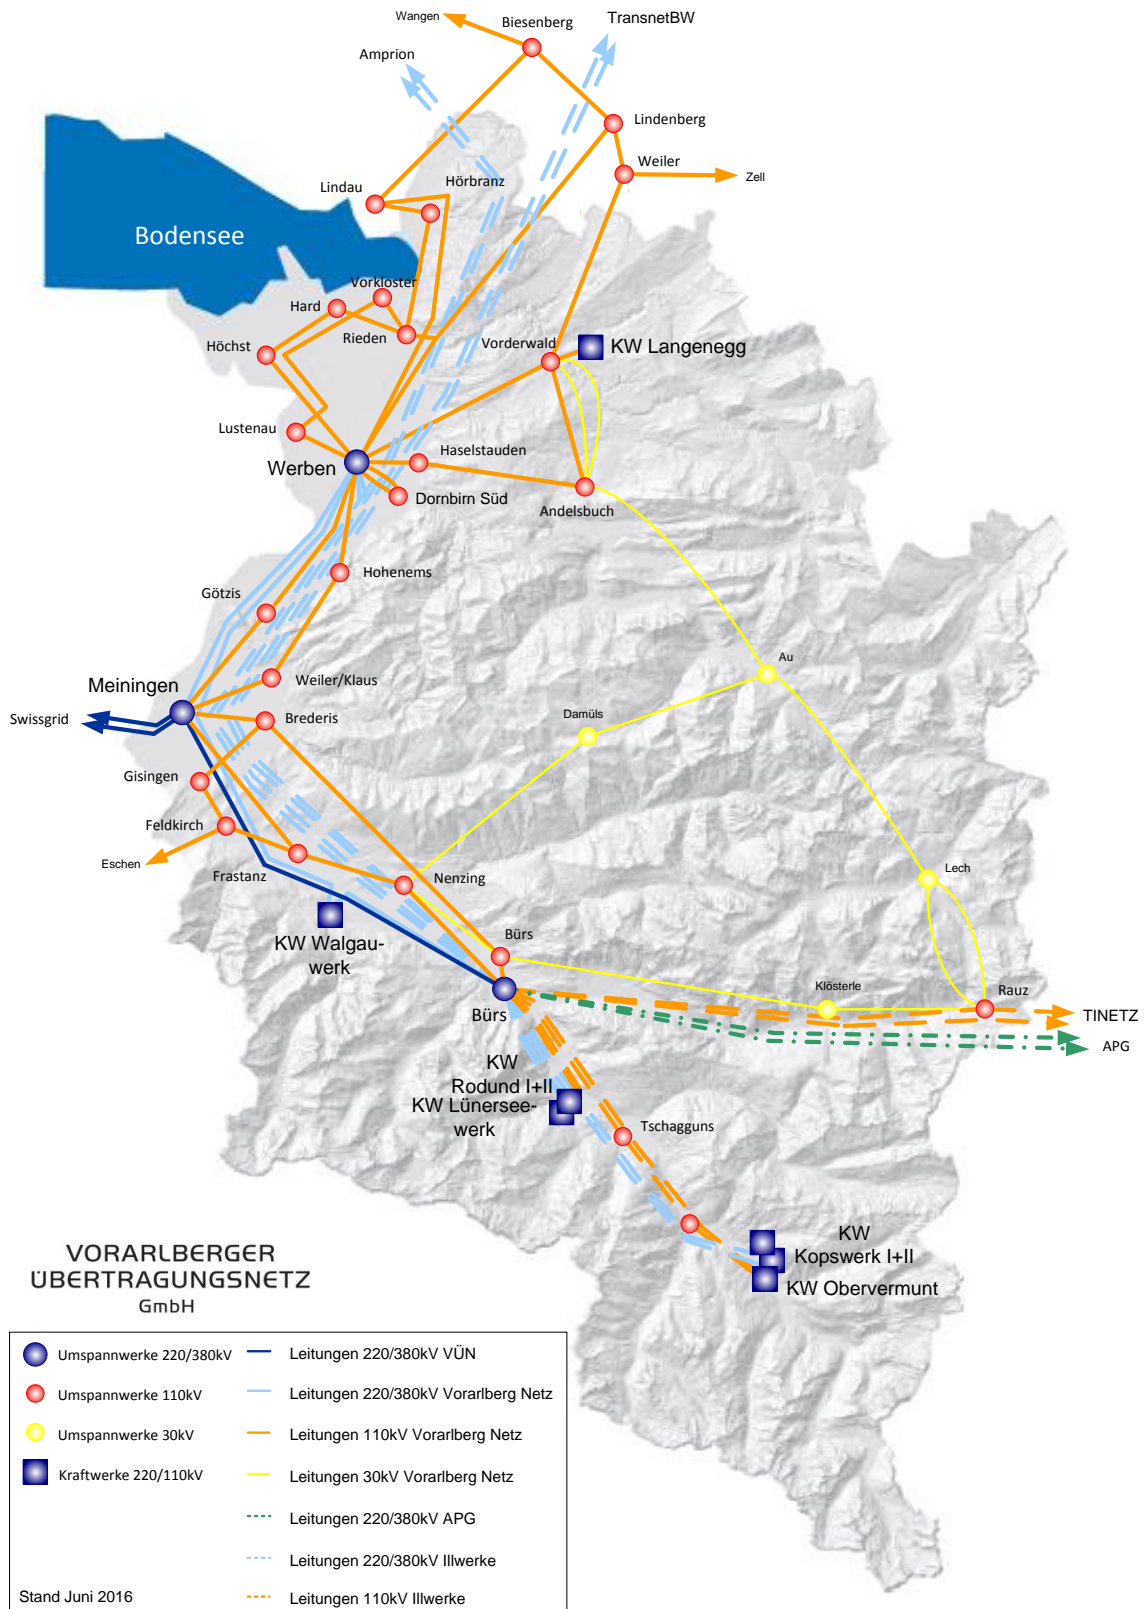 Wangen
Biesenberg
TransnetBW
Amprion
Lindenberg
Weiler
Zell
Hörbranz
Lindau
Bodensee
Vorkloster
Hard
Rieden
Höchst
Vorderwald
KW Langenegg
Lustenau
Haselstauden
Werben
Dornbirn Süd
Andelsbuch
Hohenems
Götzis
Au
Weiler/Klaus
Meiningen
Damüls
Swissgrid
Brederis
Gisingen
Feldkirch
Eschen
Frastanz
Nenzing
Lech
KW Walgau-
werk
Bürs
Klösterle
Rauz
Bürs
TINETZ
APG
KW
Rodund I+II
KW Lünersee-
werk
Tschagguns
KW
Kopswerk I+II
KW Obervermunt
VORARLBERGER
ÜBERTRAGUNGSNETZ
GmbH
Umspannwerke 220/380kV
Leitungen 220/380kV VÜN
Umspannwerke 110kV
Leitungen 220/380kV Vorarlberg Netz
Umspannwerke 30kV
Leitungen 110kV Vorarlberg Netz
Kraftwerke 220/110kV
Leitungen 30kV Vorarlberg Netz
Leitungen 220/380kV APG
Leitungen 220/380kV Illwerke
Stand Juni 2016
Leitungen 110kV Illwerke